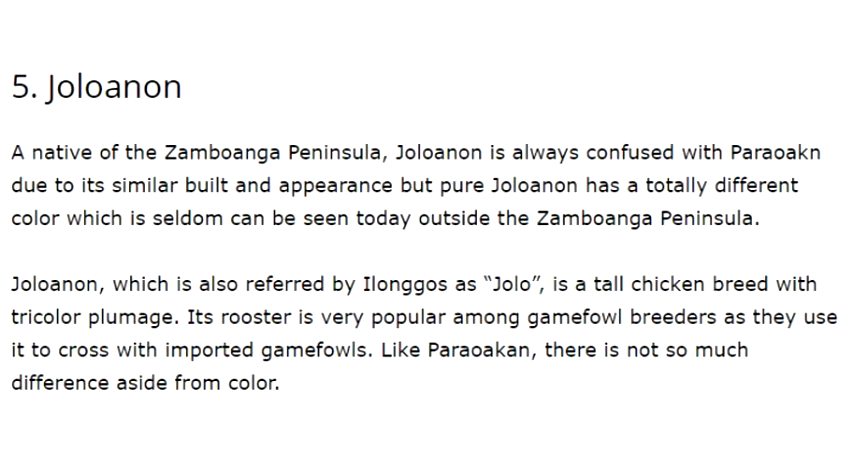 5. Joloanon
A native of the Zamboanga Peninsula, Joloanon is always confused with Paraoakn
due to its similar built and appearance but pure Joloanon has a totally different
color which is seldom can be seen today outside the Zamboanga Peninsula.
Joloanon, which is also referred by Ilonggos as “Jolo”, is a tall chicken breed with
tricolor plumage. Its rooster is very popular among gamefowl breeders as they use
it to cross with imported gamefowls. Like Paraoakan, there is not so much
difference aside from color.